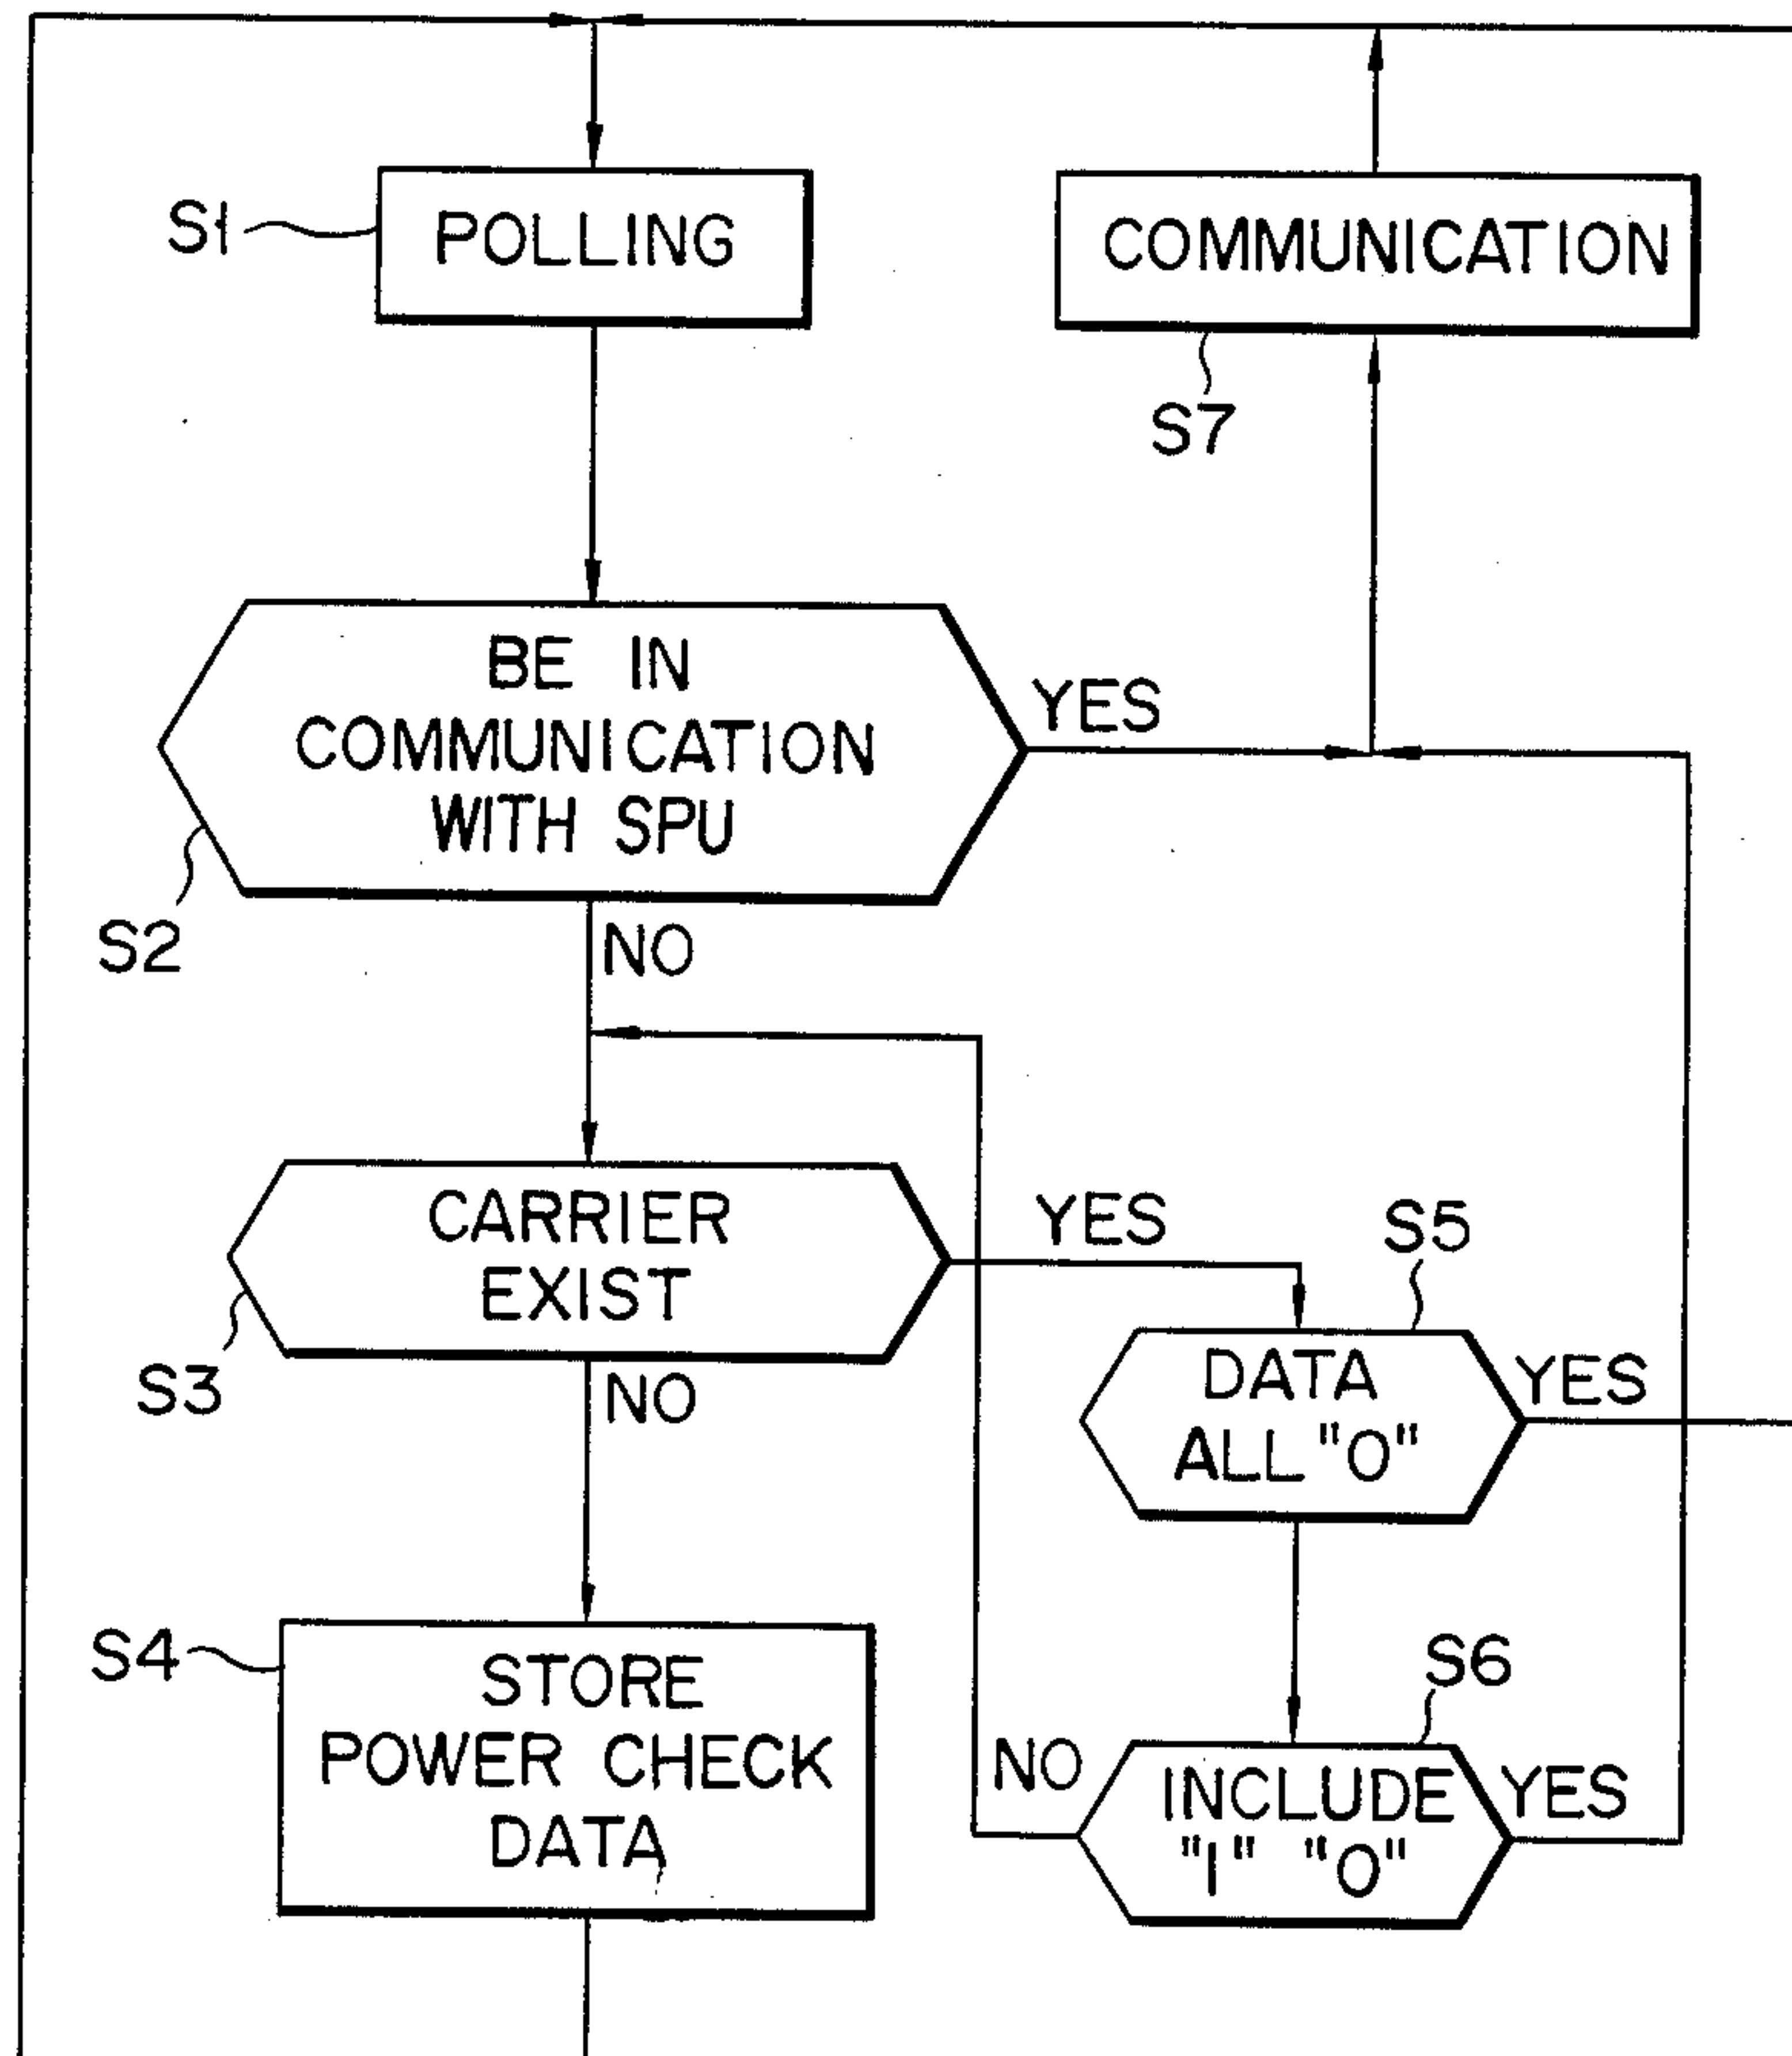 S1
POLLING
COMMUNICATION
S7
BE IN
COMMUNICATION
WITH SPU
YES
S2
NO
CARRIER
EXIST
YES
S5
S3
NO
DATA
ALL "0"
YES
S4
STORE
POWER CHECK
DATA
S6
NO
INCLUDE
"1" "0"
YES